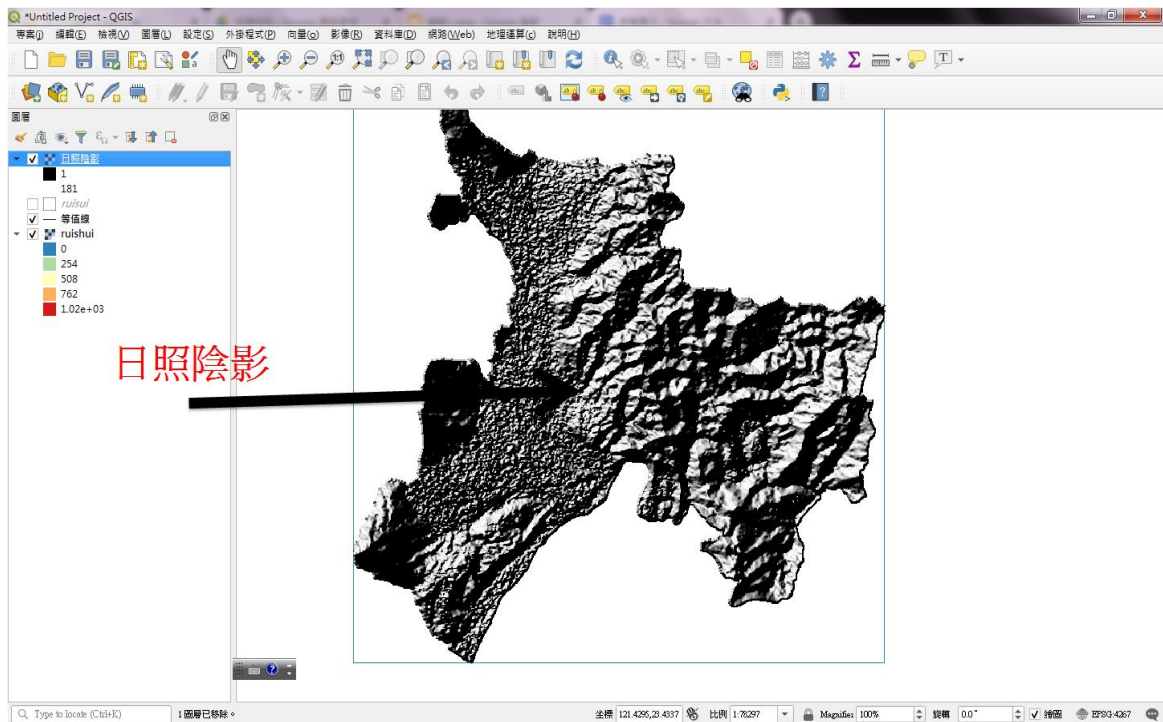 *Untitled Project - QGIS
專案(j) 編輯(E) 檢視(V) 圖層(L) 設定(S) 外掛程式(P) 向量(o) 影像(R) 資料庫(D) 網路(Web) 地理運算(c) 說明(H)
圖層
日照陰影
1
181
ruisui
等值線
ruishui
0
254
508
762
1.02e+03
日照陰影
Type to locate (Ctrl+K) 1 圖層已移除。 坐標 121.4295,23.4337 比例 1:78297 Magnifier 100% 旋轉 0.0° 繪圖 EPSG:4267